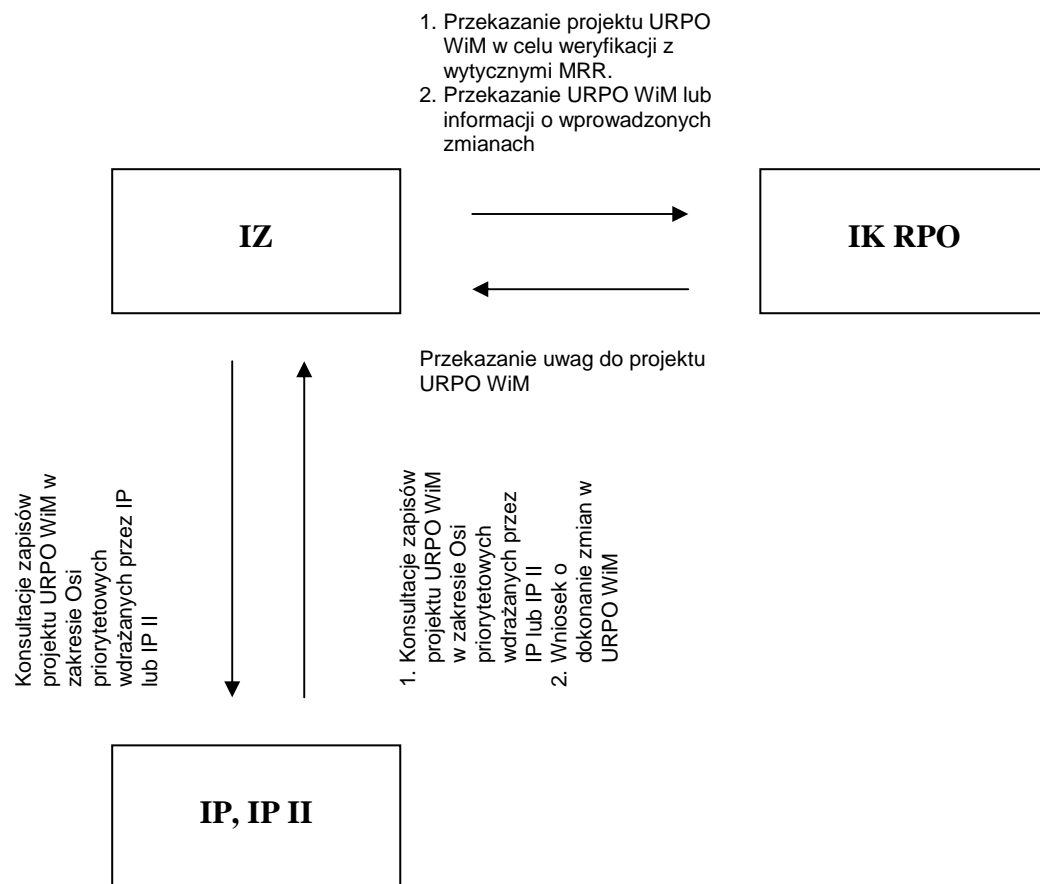 1. Przekazanie projektu URPO
WiM w celu weryfikacji z
wytycznymi MRR.
2. Przekazanie URPO WiM lub
informacji o wprowadzonych
zmianach
IZ
IK RPO
Przekazanie uwag do projektu
URPO WiM
Konsultacje zapisów
projektu URPO WiM w
zakresie Osi
priorytetowych
wdrażanych przez IP
lub IP II
1. Konsultacje zapisów
projektu URPO WiM
w zakresie Osi
priorytetowych
wdrażanych przez
IP lub IP II
2. Wniosek o
dokonanie zmian w
URPO WiM
IP, IP II